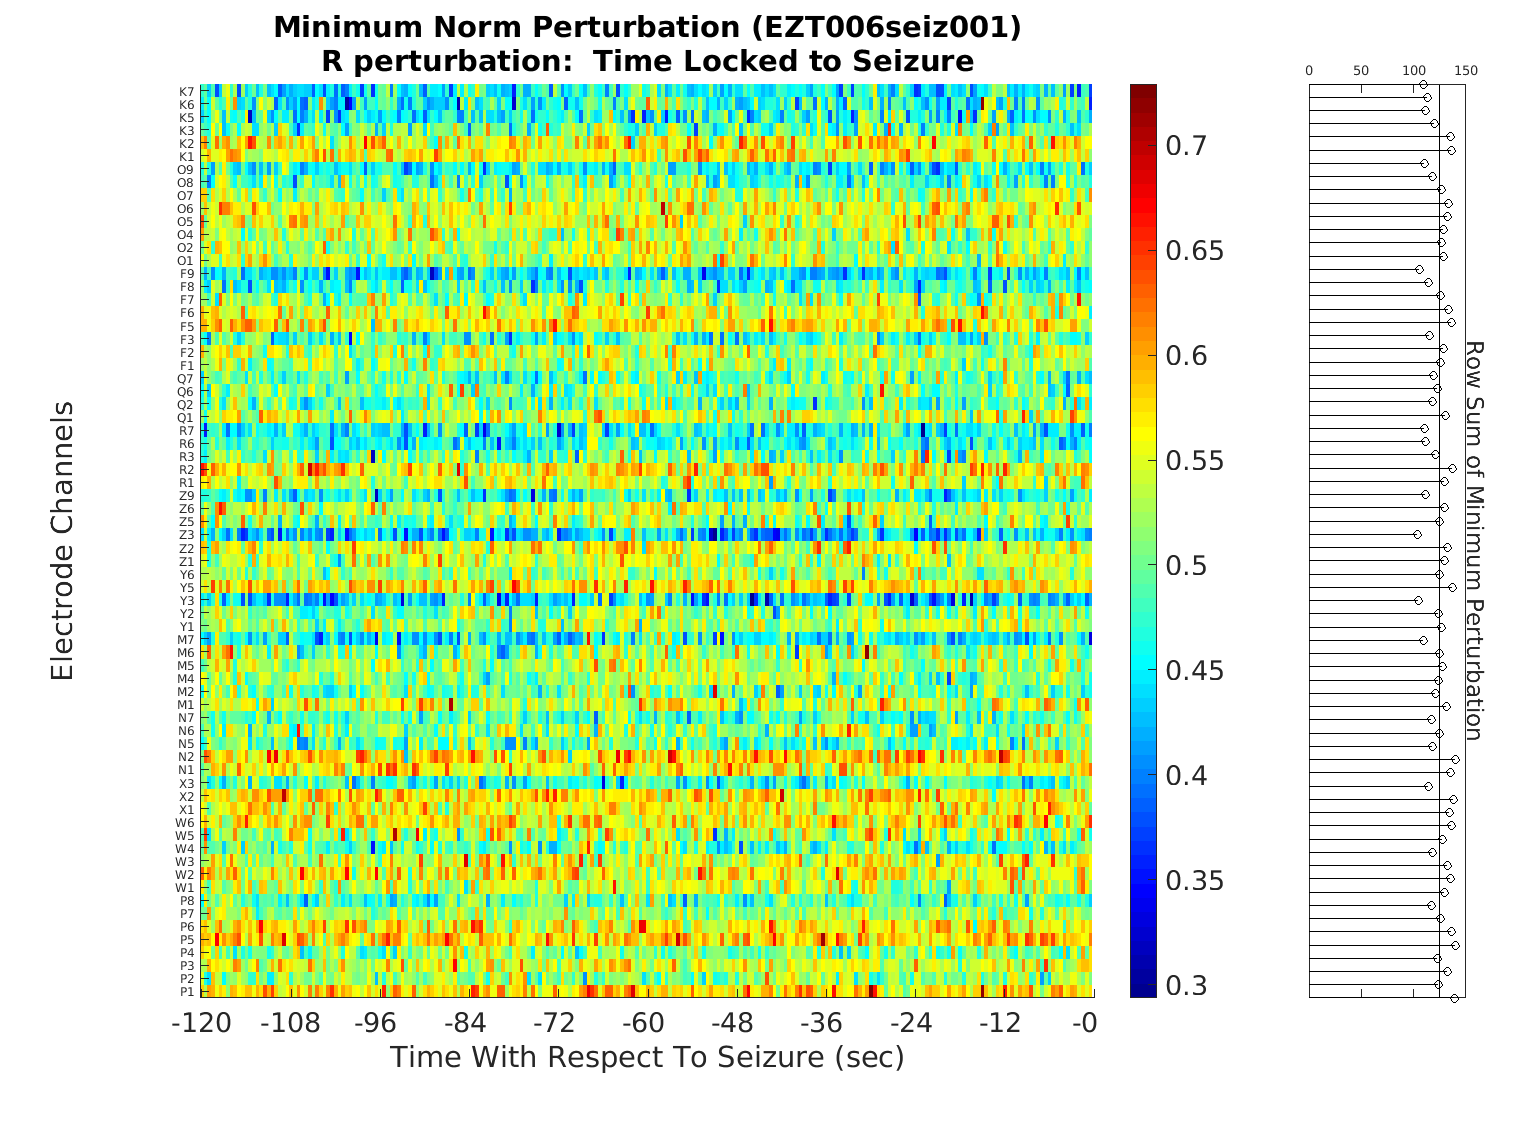 Minimum Norm Perturbation (EZT006seiz001)
R perturbation: Time Locked to Seizure
Electrode Channels
K7
K6
K5
K3
K2
K1
O9
O8
O7
O6
O5
O4
O2
O1
F9
F8
F7
F6
F5
F3
F2
F1
Q7
Q6
Q2
Q1
R7
R6
R3
R2
R1
Z9
Z6
Z5
Z3
Z2
Z1
Y6
Y5
Y3
Y2
Y1
M7
M6
M5
M4
M2
M1
N7
N6
N5
N2
N1
X3
X2
X1
W6
W5
W4
W3
W2
W1
P8
P7
P6
P5
P4
P3
P2
P1
-120 -108 -96 -84 -72 -60 -48 -36 -24 -12 -0
Time With Respect To Seizure (sec)
0.7
0.65
0.6
0.55
0.5
0.45
0.4
0.35
0.3
0 50 100 150
Row Sum of Minimum Perturbation